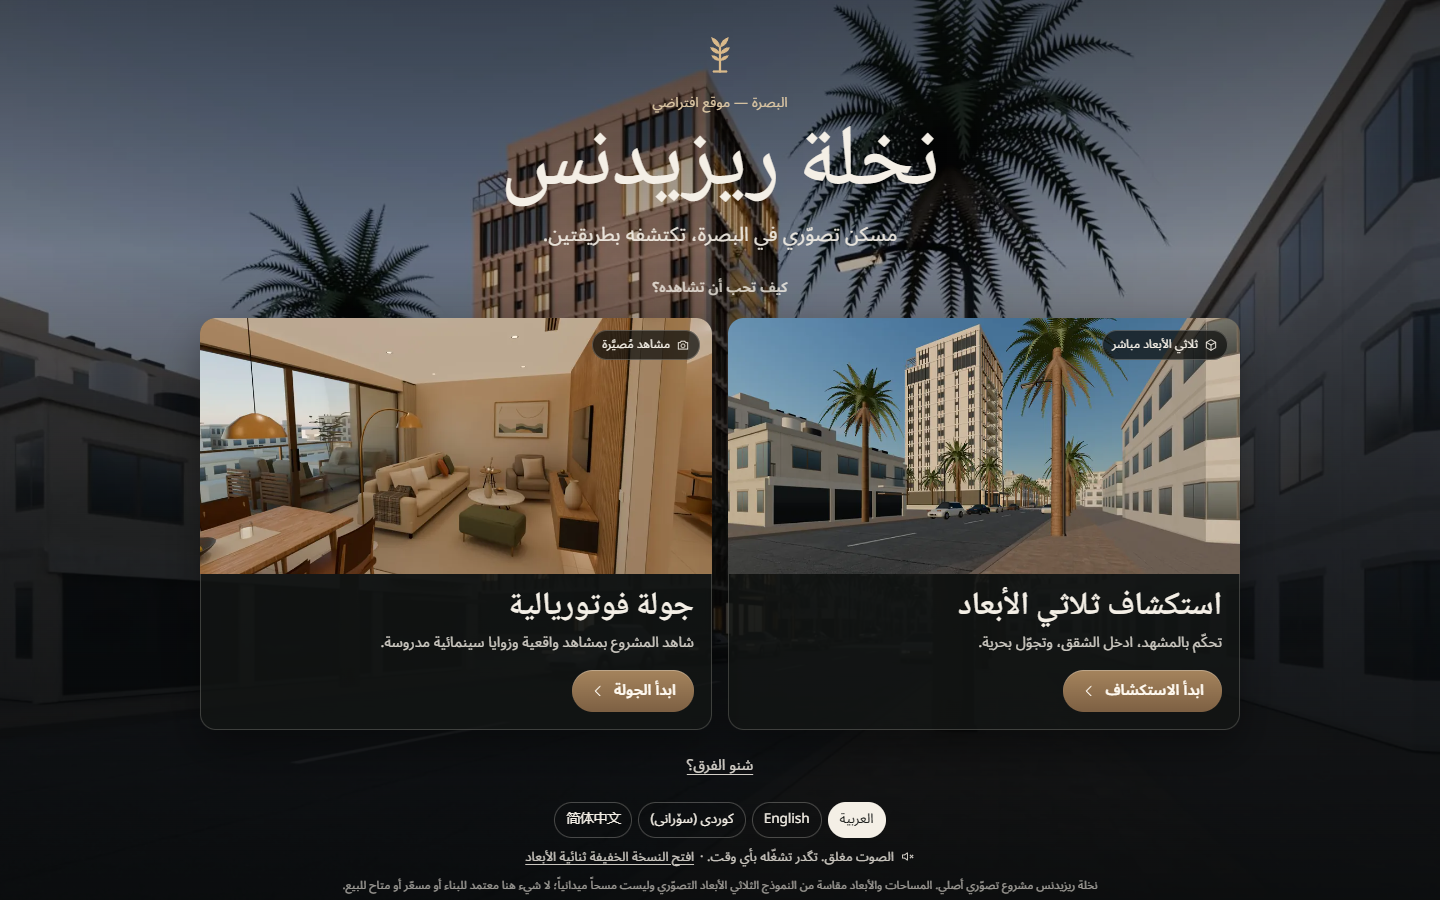 البصرة — موقع افتراضي
نخلة ريزيدنس
مسكن تصوّري في البصرة، تكتشفه بطريقتين.
كيف تحب أن تشاهده؟
ثلاثي الأبعاد مباشر
استكشاف ثلاثي الأبعاد
تحكّم بالمشهد، ادخل الشقق، وتجوّل بحرية.
ابدأ الاستكشاف
مشاهد مُصيَّرة
جولة فوتوريالية
شاهد المشروع بمشاهد واقعية وزوايا سينمائية مدروسة.
ابدأ الجولة
شنو الفرق؟
العربية
English
کوردی (سۆرانی)
简体中文
الصوت مغلق. تگدر تشغّله بأي وقت. · افتح النسخة الخفيفة ثنائية الأبعاد
نخلة ريزيدنس مشروع تصوّري أصلي. المساحات والأبعاد مقاسة من النموذج الثلاثي الأبعاد التصوّري وليست مسحاً ميدانياً؛ لا شيء هنا معتمد للبناء أو مسعّر أو متاح للبيع.